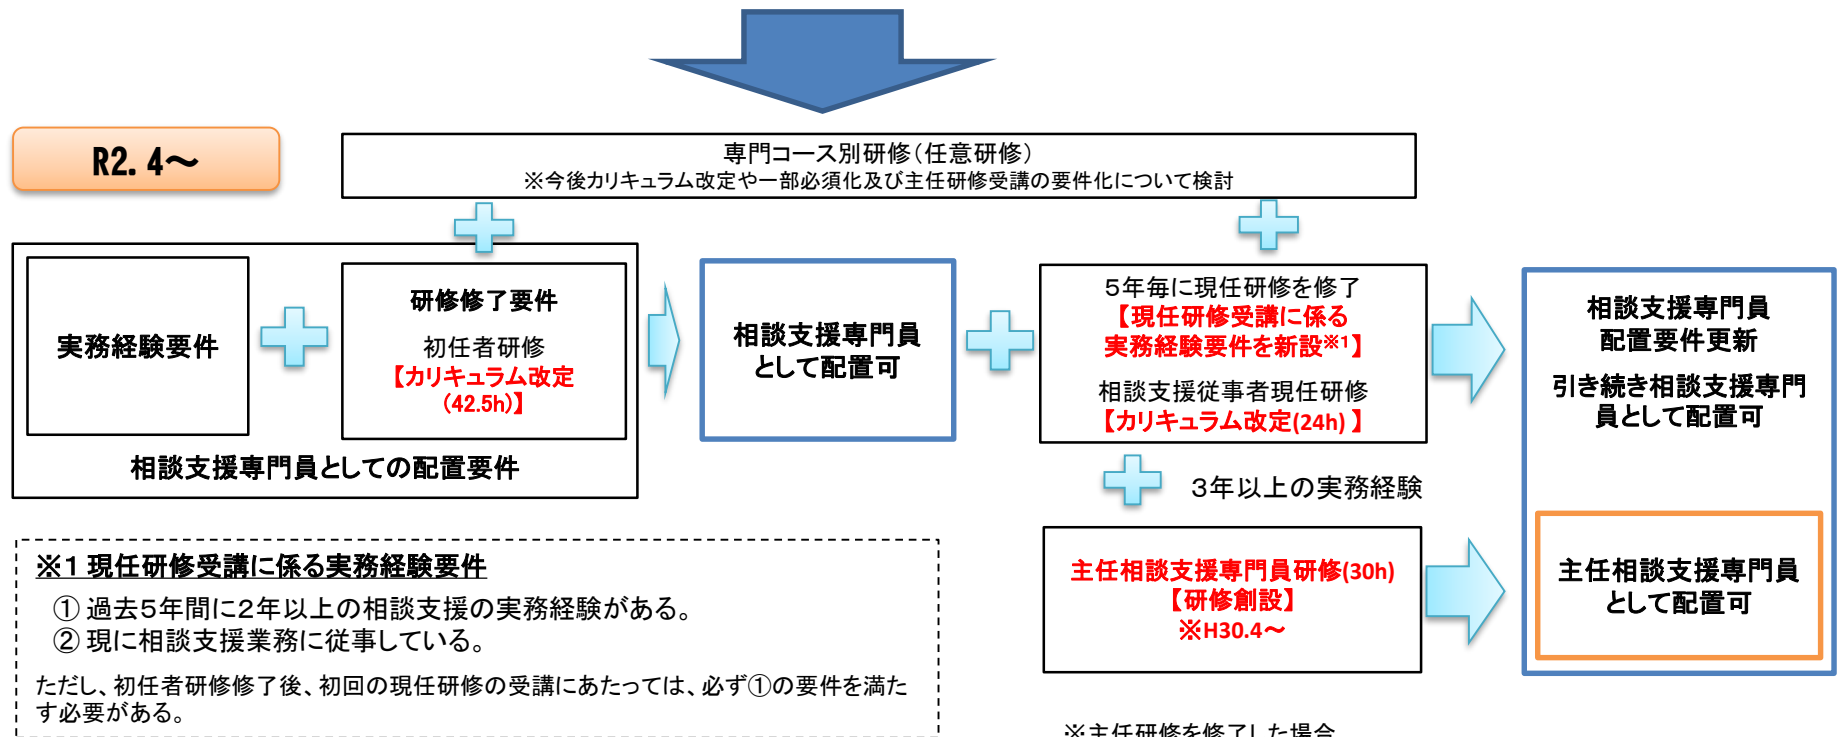 R2. 4～
専門コース別研修（任意研修）
※今後カリキュラム改定や一部必須化及び主任研修受講の要件化について検討
実務経験要件
研修修了要件
初任者研修
【カリキュラム改定
(42.5h)】
相談支援専門員としての配置要件
相談支援専門員
として配置可
５年毎に現任研修を修了
【現任研修受講に係る
実務経験要件を新設※1】
相談支援従事者現任研修
【カリキュラム改定(24h) 】
3年以上の実務経験
主任相談支援専門員研修(30h)
【研修創設】
※H30.4～
相談支援専門員
配置要件更新
引き続き相談支援専門
員として配置可
主任相談支援専門員
として配置可
※１ 現任研修受講に係る実務経験要件
① 過去５年間に２年以上の相談支援の実務経験がある。
② 現に相談支援業務に従事している。
ただし、初任者研修修了後、初回の現任研修の受講にあたっては、必ず①の要件を満た
す必要がある。
※主任研修を修了した場合